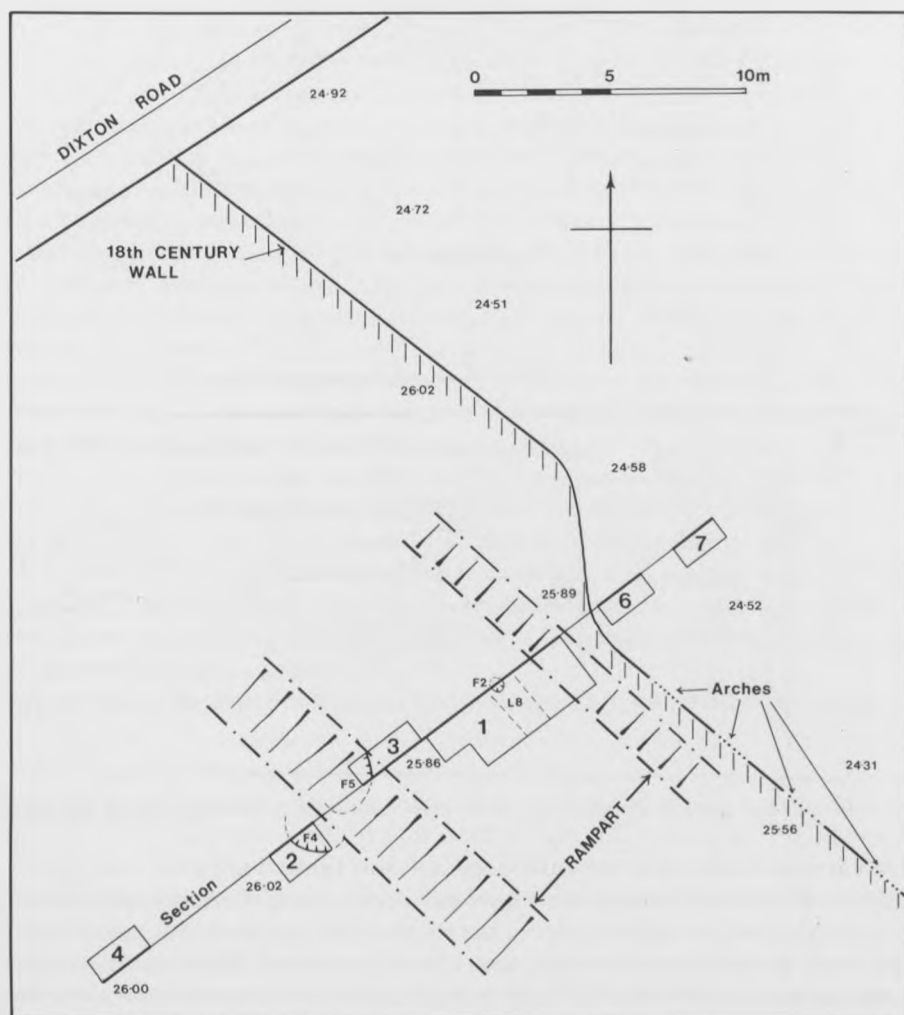 0 5 10m
24·92
DIXTON ROAD
24·72
18th CENTURY
WALL
24·51
26·02
24·58
7
25·89
6
24·52
F2
L8
Arches
1
3
25·86
F5
24·31
25·56
RAMPART
F4
2
26·02
Section
4
26·00